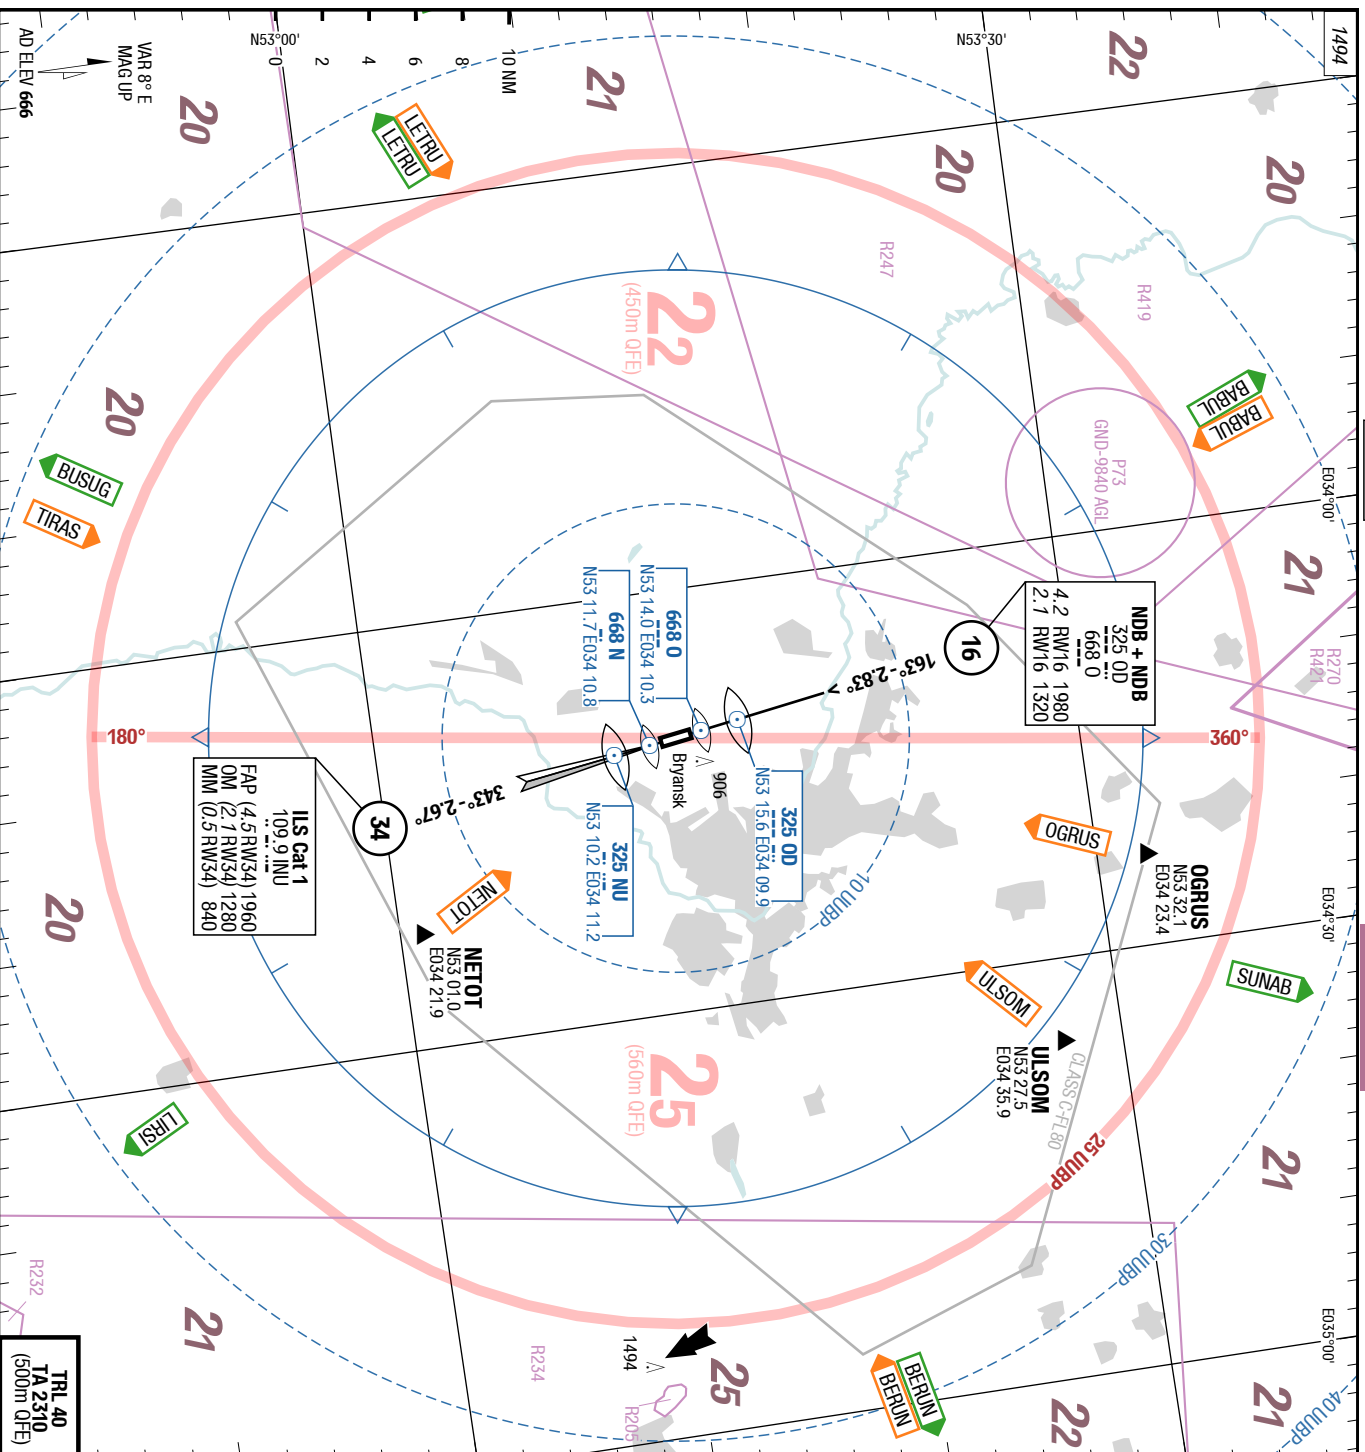 1494
22
20
20
21
20
VAR 8° E
MAG UP
AD ELEV 666
N53°00'
N53°30'
0
2
4
6
8
10 NM
LETRU
LETRU
R247
R419
22
(450m QFE)
BABUL
BABUL
P73
GND-9840 AGL
E034°00'
20
BUSUG
TIRAS
21
R270
R421
NDB + NDB
325 OD
668 O
4.2 RW16 1980
2.1 RW16 1320
16
163°-2.83°
668 O
N53 14.0 E034 10.3
668 N
N53 11.7 E034 10.8
180°
360°
Bryansk
906
325 OD
N53 15.6 E034 09.9
325 NU
N53 10.2 E034 11.2
343°-2.67°
34
ILS Cat 1
109.9 INU
FAP (4.5 RW34) 1960
OM (2.1 RW34) 1280
MM (0.5 RW34) 840
10 UUBP
OGRUS
OGRUS
N53 32.1
E034 23.4
E034°30'
NETOT
NETOT
N53 01.0
E034 21.9
20
SUNAB
ULSOM
ULSOM
N53 27.5
E034 35.9
CLASS C-FL80
25
(560m QFE)
LIRSI
25 UUBP
21
30 UUBP
R232
21
R234
1494
25
R205
BERUN
BERUN
22
21
E035°00'
40 UUBP
TRL 40
TA 2310
(500m QFE)